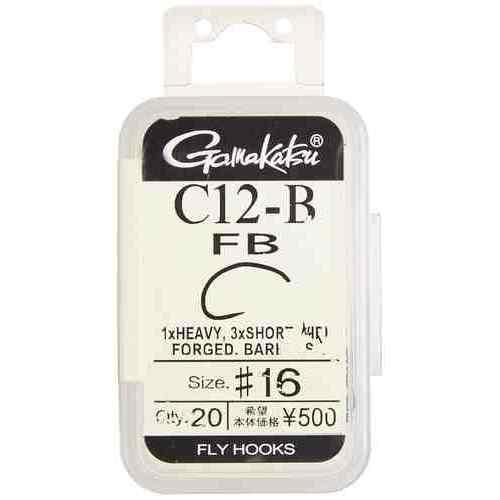 Gamakatsu®
C12-B
FB
1xHEAVY, 3xSHORT
FORGED.
Size. #16
Qty. 20 希望 本体価格 ¥500
FLY HOOKS